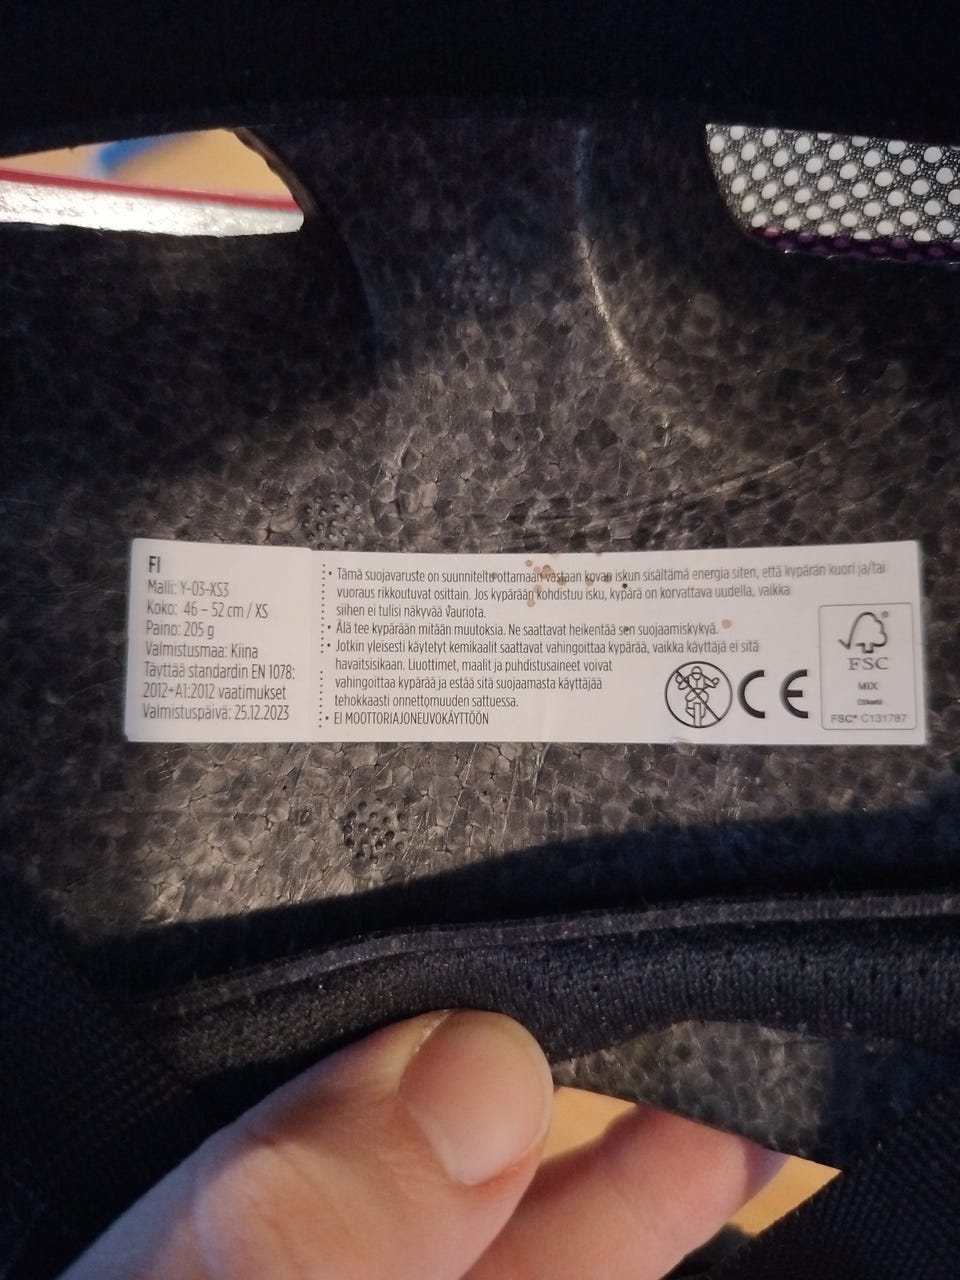 FI
Malli: Y-03-XS3
Koko: 46 – 52 cm / XS
Paino: 205 g
Valmistusmaa: Kiina
Täyttää standardin EN 1078:
2012+A1:2012 vaatimukset
Valmistuspäivä: 25.12.2023
• Tämä suojavaruste on suunniteltu ottamaan vastaan kovan iskun sisältämä energia siten, että kypärän kuori ja/tai
vuoraus rikkoutuvat osittain. Jos kypärään kohdistuu isku, kypärä on korvattava uudella, vaikka
siihen ei tulisi näkyvää vauriota.
• Älä tee kypärään mitään muutoksia. Ne saattavat heikentää sen suojaamiskykyä.
• Jotkin yleisesti käytetyt kemikaalit saattavat vahingoittaa kypärää, vaikka käyttäjä ei sitä
havaitsisikaan. Liuottimet, maalit ja puhdistusaineet voivat
vahingoittaa kypärää ja estää sitä suojaamasta käyttäjää
tehokkaasti onnettomuuden sattuessa.
• EI MOOTTORIAJONEUVOKÄYTTÖÖN
CE
FSC
MIX
Etiketti
FSC® C131787